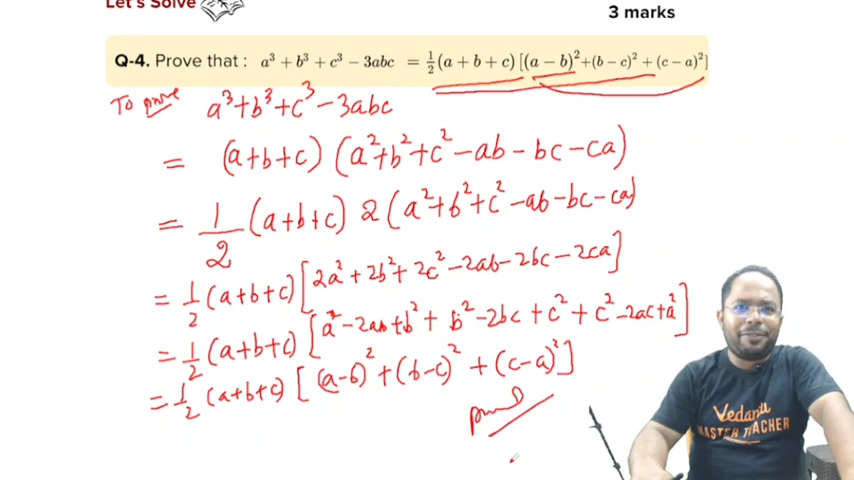 Let's Solve
3 marks
Q-4. Prove that : a³ + b³ + c³ − 3abc = ½(a + b + c) [(a − b)² + (b − c)² + (c − a)²]
To prove a³+b³+c³−3abc
= (a+b+c) (a²+b²+c²−ab−bc−ca)
= 1/2 (a+b+c) 2 (a²+b²+c²−ab−bc−ca)
= 1/2 (a+b+c) [2a²+2b²+2c²−2ab−2bc−2ca]
= 1/2 (a+b+c) [a²−2ab+b² + b²−2bc+c² + c²−2ac+a²]
= 1/2 (a+b+c) [(a−b)² + (b−c)² + (c−a)²]
proved
Vedantu
MASTER TEACHER